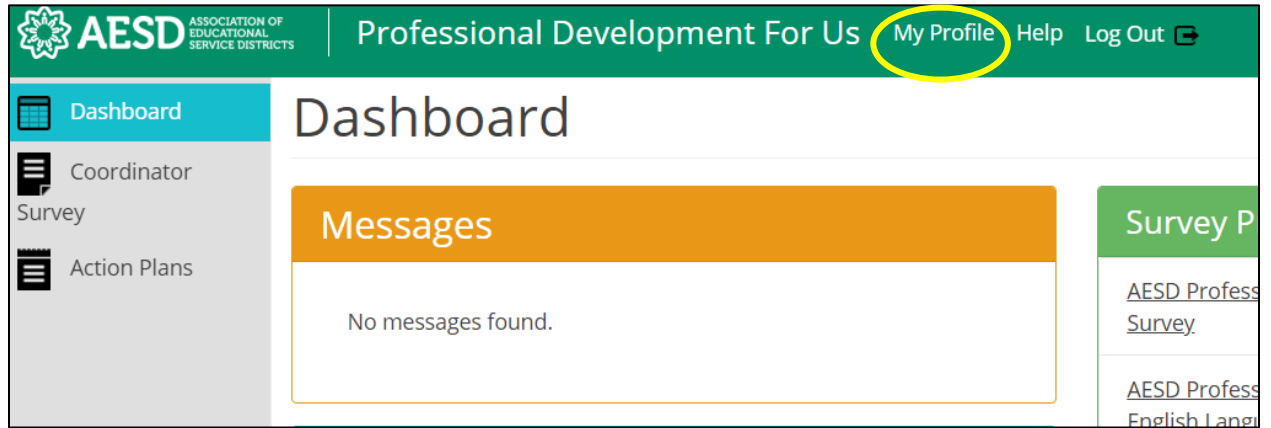 AESD ASSOCIATION OF
EDUCATIONAL
SERVICE DISTRICTS
Professional Development For Us
My Profile Help Log Out
Dashboard
Coordinator
Survey
Action Plans
Dashboard
Messages
No messages found.
Survey P
AESD Profess
Survey
AESD Profess
English Langu